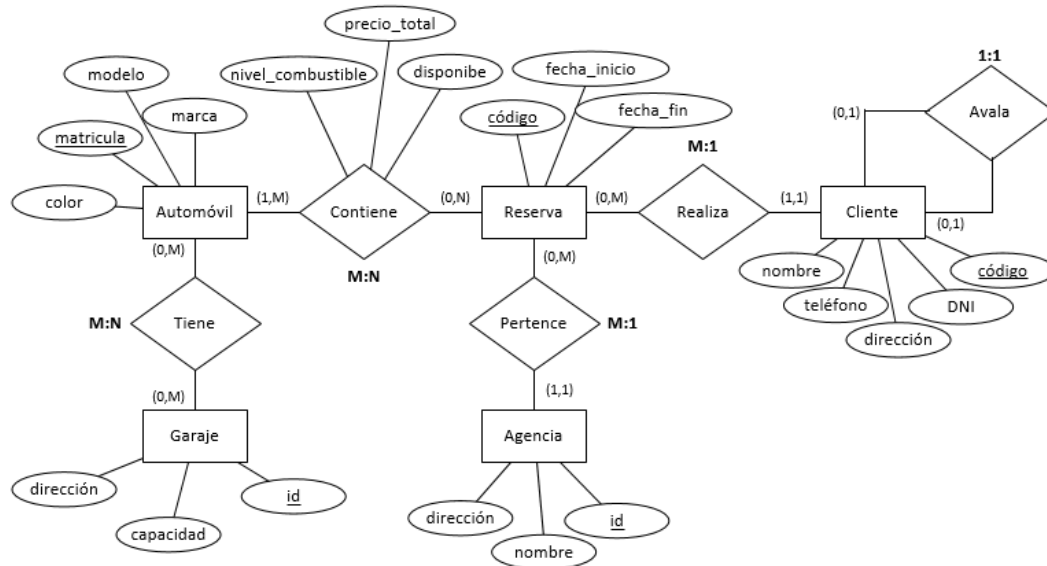 precio_total
modelo
nivel_combustible
disponibe
fecha_inicio
1:1
matricula
marca
código
fecha_fin
(0,1)
Avala
M:1
color
Automóvil
(1,M)
Contiene
(0,N)
Reserva
(0,M)
Realiza
(1,1)
Cliente
(0,1)
(0,M)
M:N
(0,M)
nombre
código
teléfono
DNI
dirección
M:N
Tiene
Pertence
M:1
(0,M)
(1,1)
Garaje
Agencia
dirección
id
capacidad
dirección
id
nombre